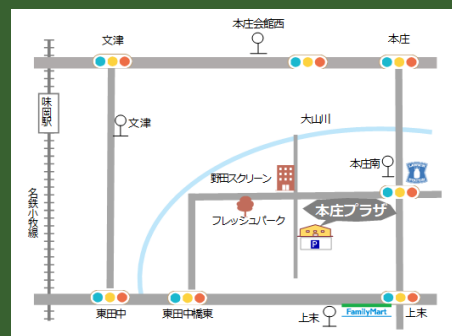 本庄会館西
文津
本庄
味岡駅
文津
大山川
本庄南
野田スクリーン
本庄プラザ
フレッシュパーク
名鉄小牧線
P
東田中
東田中橋東
上末
FamilyMart
上末